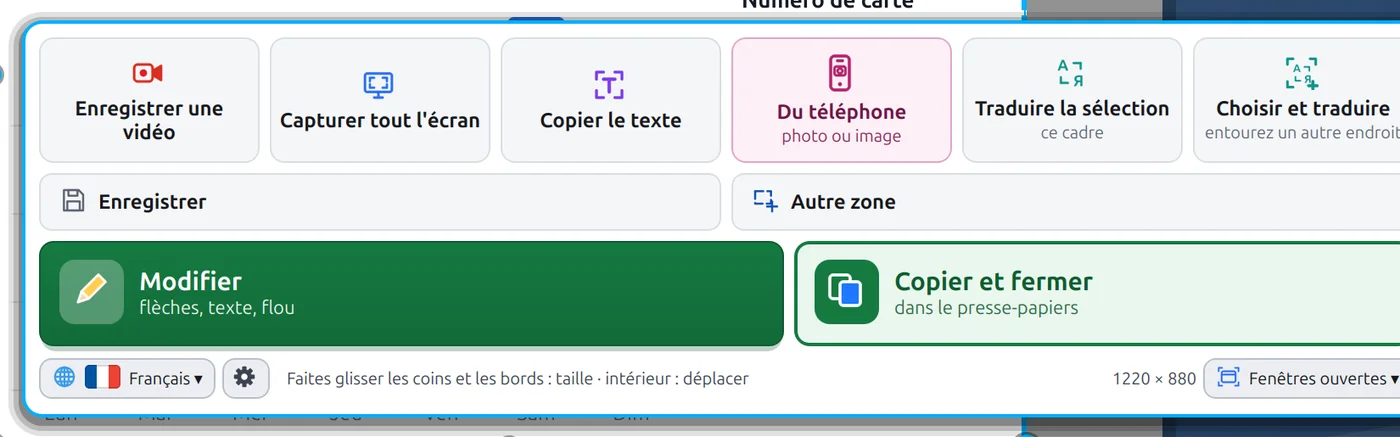 Numéro de carte
Enregistrer une
vidéo
Capturer tout l'écran
Copier le texte
Du téléphone
photo ou image
Traduire la sélection
ce cadre
Choisir et traduire
entourez un autre endroit
Enregistrer
Autre zone
Modifier
flèches, texte, flou
Copier et fermer
dans le presse-papiers
Français ▾
Faites glisser les coins et les bords : taille · intérieur : déplacer
1220 × 880
Fenêtres ouvertes ▾